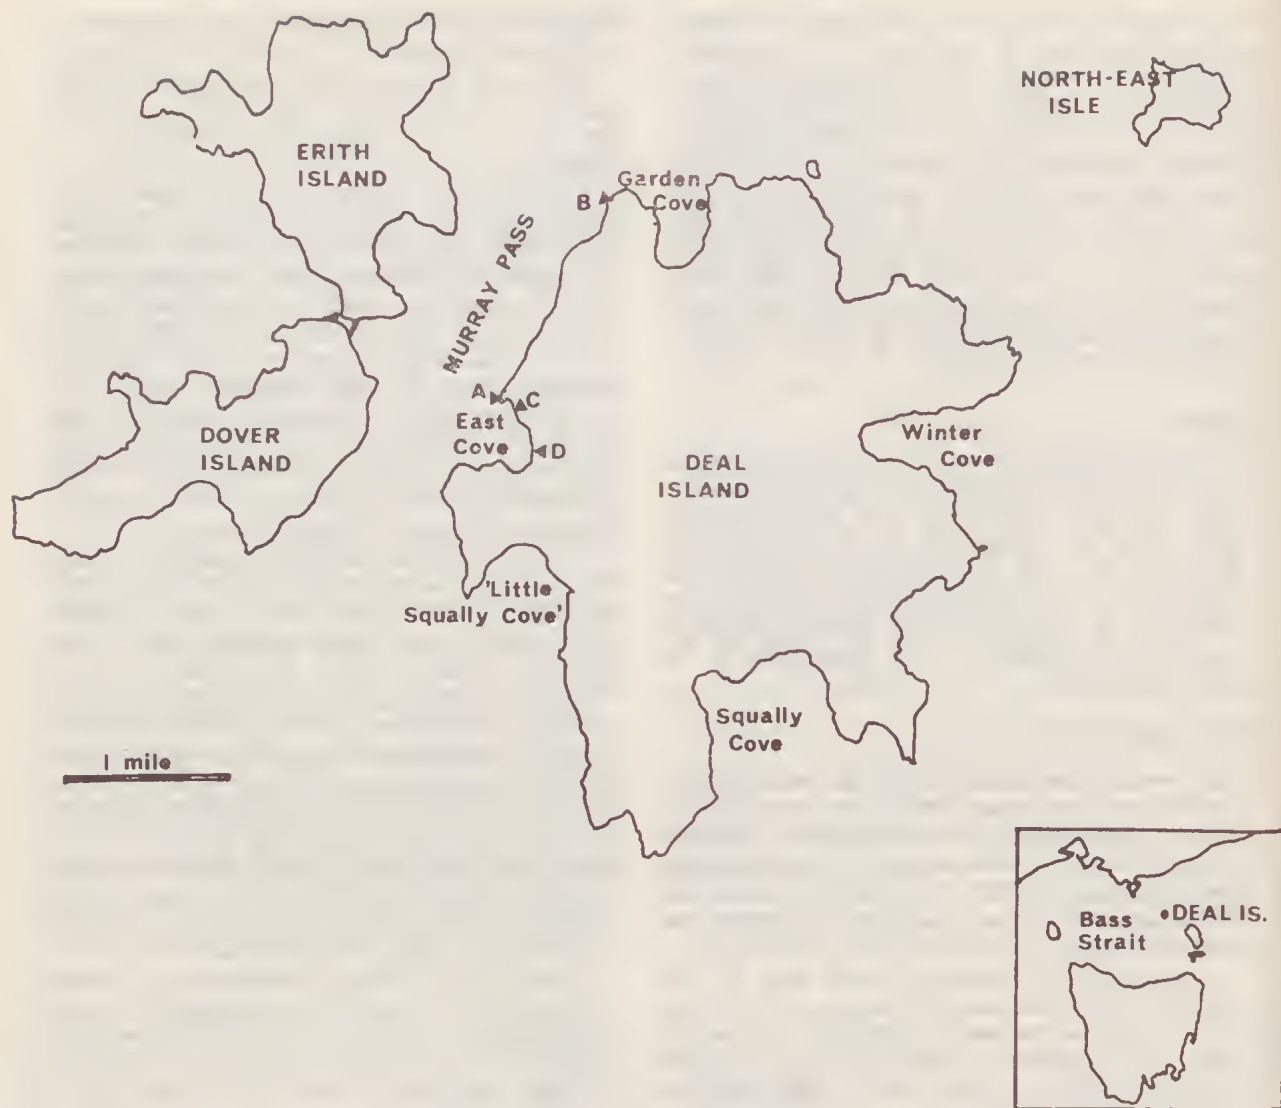 NORTH-EAST
ISLE
ERITH
ISLAND
Garden
Cove
B
MURRAY PASS
A
C
East
Cove
D
DOVER
ISLAND
Winter
Cove
DEAL
ISLAND
'Little
Squally Cove'
Squally
Cove
1 mile
Bass
Strait
DEAL IS.